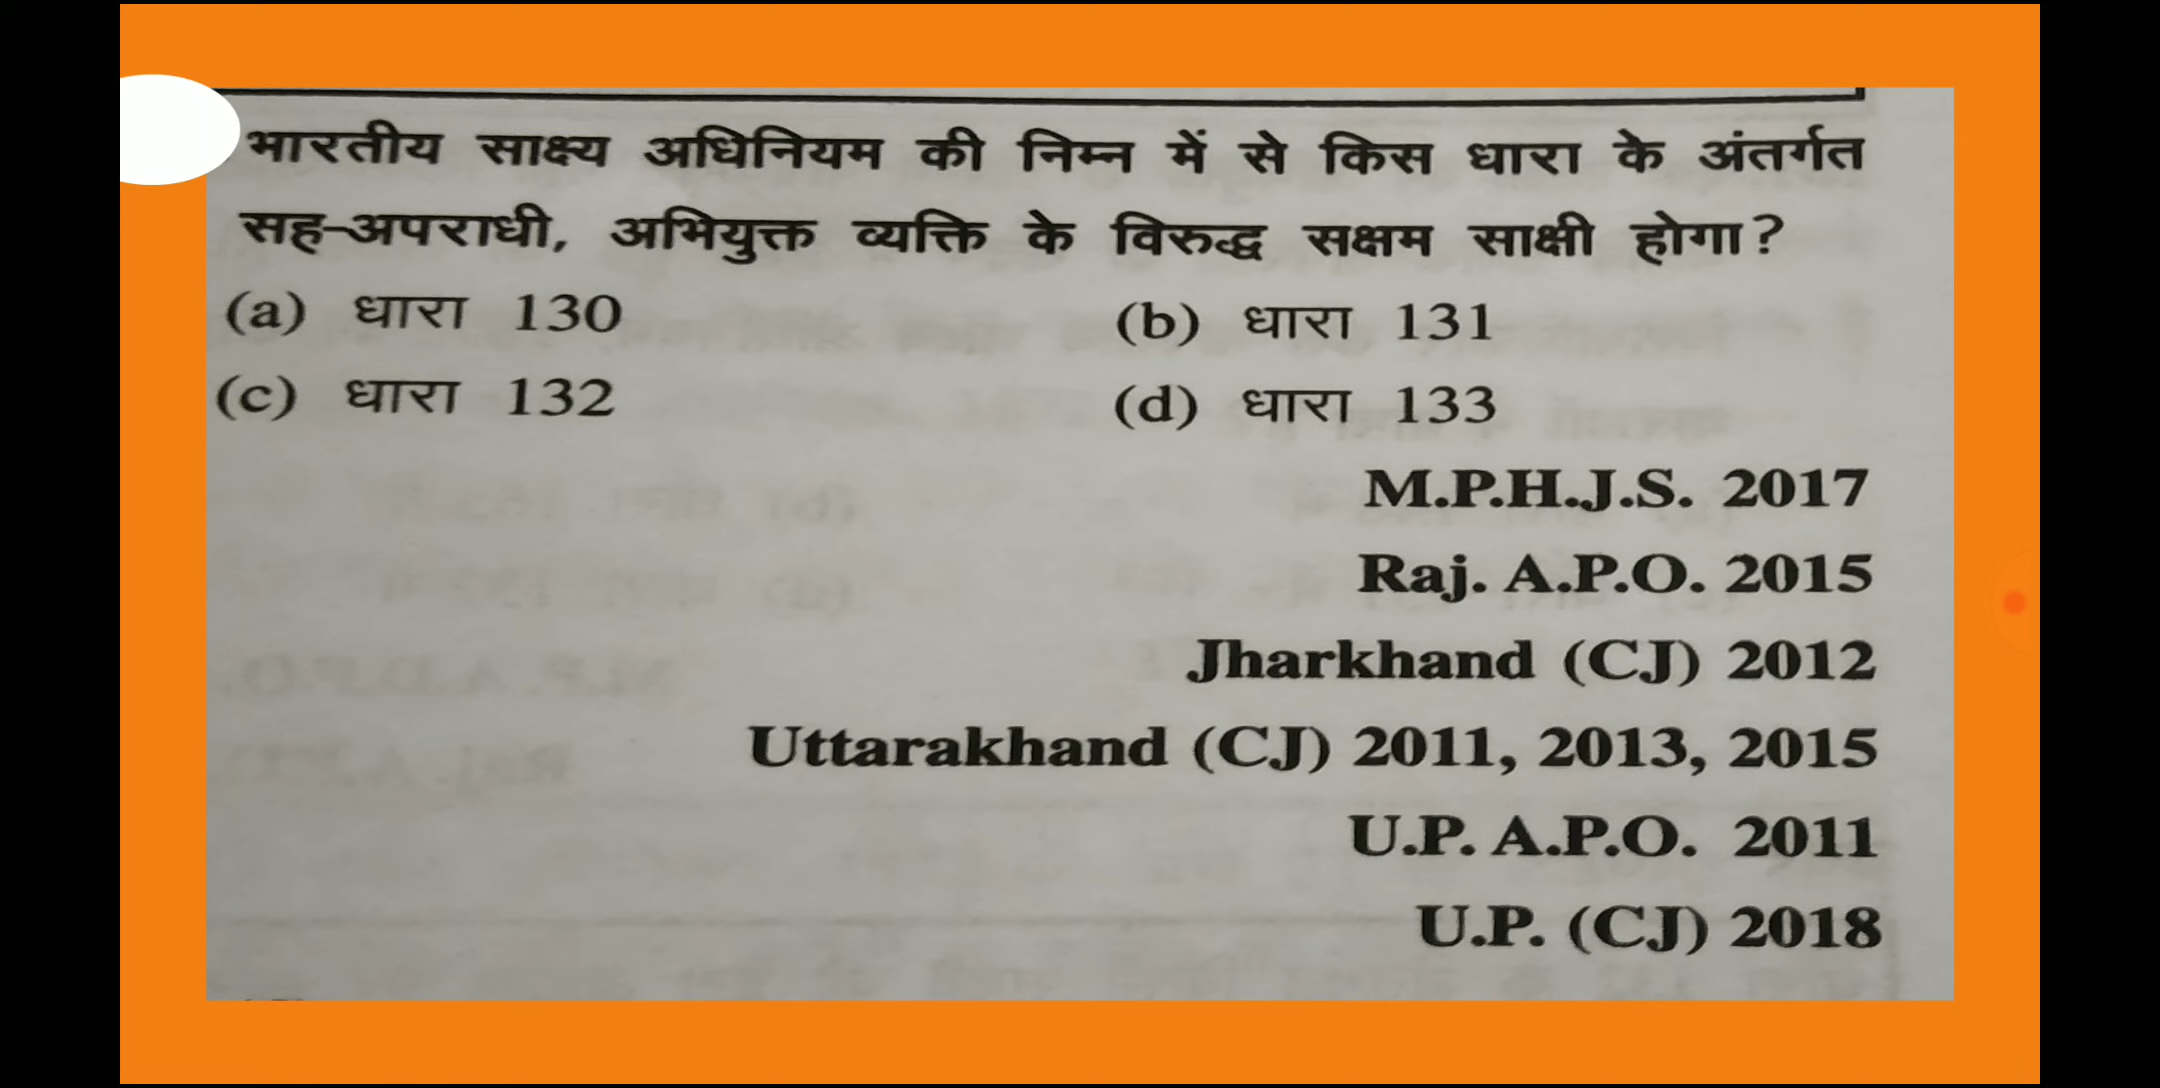 भारतीय साक्ष्य अधिनियम की निम्न में से किस धारा के अंतर्गत
सह-अपराधी, अभियुक्त व्यक्ति के विरुद्ध सक्षम साक्षी होगा?
(a) धारा 130 (b) धारा 131
(c) धारा 132 (d) धारा 133
M.P.H.J.S. 2017
Raj. A.P.O. 2015
Jharkhand (CJ) 2012
Uttarakhand (CJ) 2011, 2013, 2015
U.P. A.P.O. 2011
U.P. (CJ) 2018